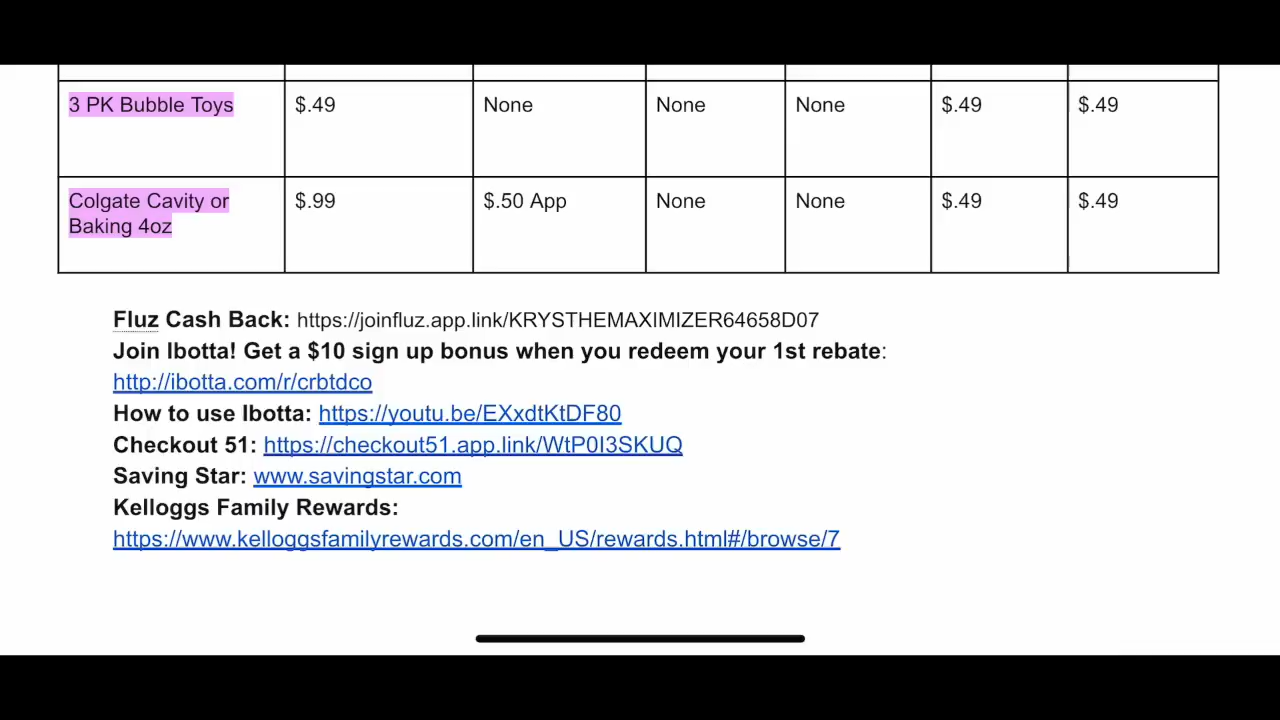 3 PK Bubble Toys $.49 None None None $.49 $.49
Colgate Cavity or $.99 $.50 App None None $.49 $.49
Baking 4oz
Fluz Cash Back: https://joinfluz.app.link/KRYSTHEMAXIMIZER64658D07
Join Ibotta! Get a $10 sign up bonus when you redeem your 1st rebate:
http://ibotta.com/r/crbtdco
How to use Ibotta: https://youtu.be/EXxdtKtDF80
Checkout 51: https://checkout51.app.link/WtP0I3SKUQ
Saving Star: www.savingstar.com
Kelloggs Family Rewards:
https://www.kelloggsfamilyrewards.com/en_US/rewards.html#/browse/7